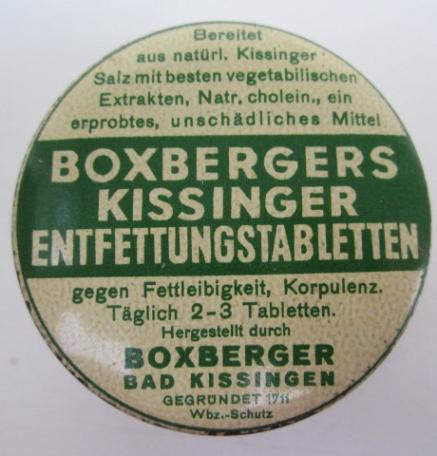 Bereitet
aus natürl. Kissinger
Salz mit besten vegetabilischen
Extrakten, Natr. cholein., ein
erprobtes, unschädliches Mittel
BOXBERGERS
KISSINGER
ENTFETTUNGSTABLETTEN
gegen Fettleibigkeit, Korpulenz.
Täglich 2-3 Tabletten.
Hergestellt durch
BOXBERGER
BAD KISSINGEN
GEGRÜNDET 1711
Wbz.-Schutz